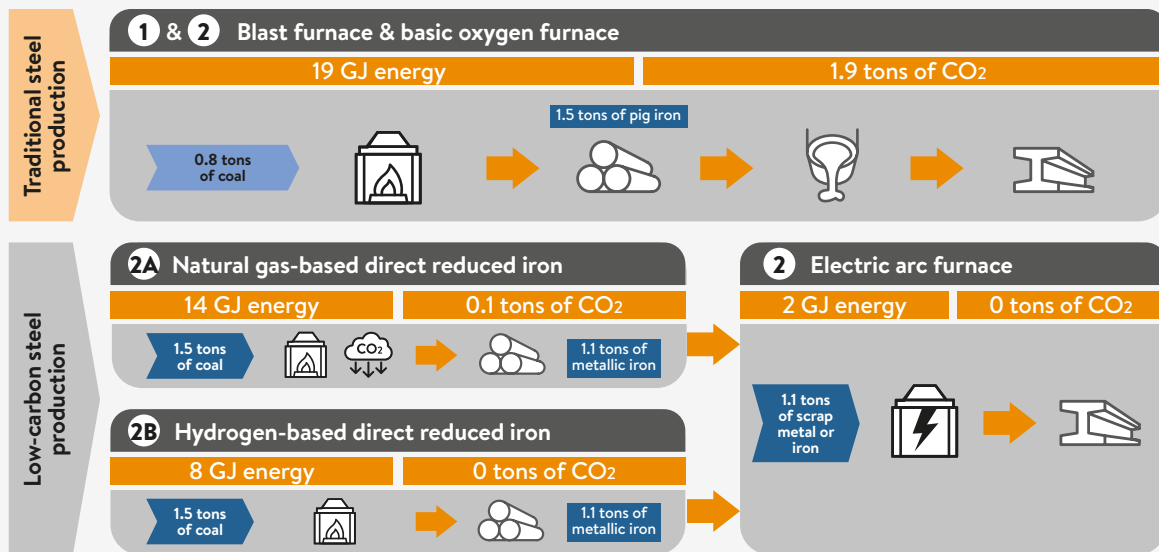 Traditional steel
production
1 & 2 Blast furnace & basic oxygen furnace
19 GJ energy
1.9 tons of CO2
0.8 tons
of coal
1.5 tons of pig iron
Low-carbon steel
production
2A Natural gas-based direct reduced iron
14 GJ energy
0.1 tons of CO2
1.5 tons
of coal
CO2
1.1 tons of
metallic iron
2B Hydrogen-based direct reduced iron
8 GJ energy
0 tons of CO2
1.5 tons
of coal
1.1 tons of
metallic iron
2 Electric arc furnace
2 GJ energy
0 tons of CO2
1.1 tons
of scrap
metal or
iron